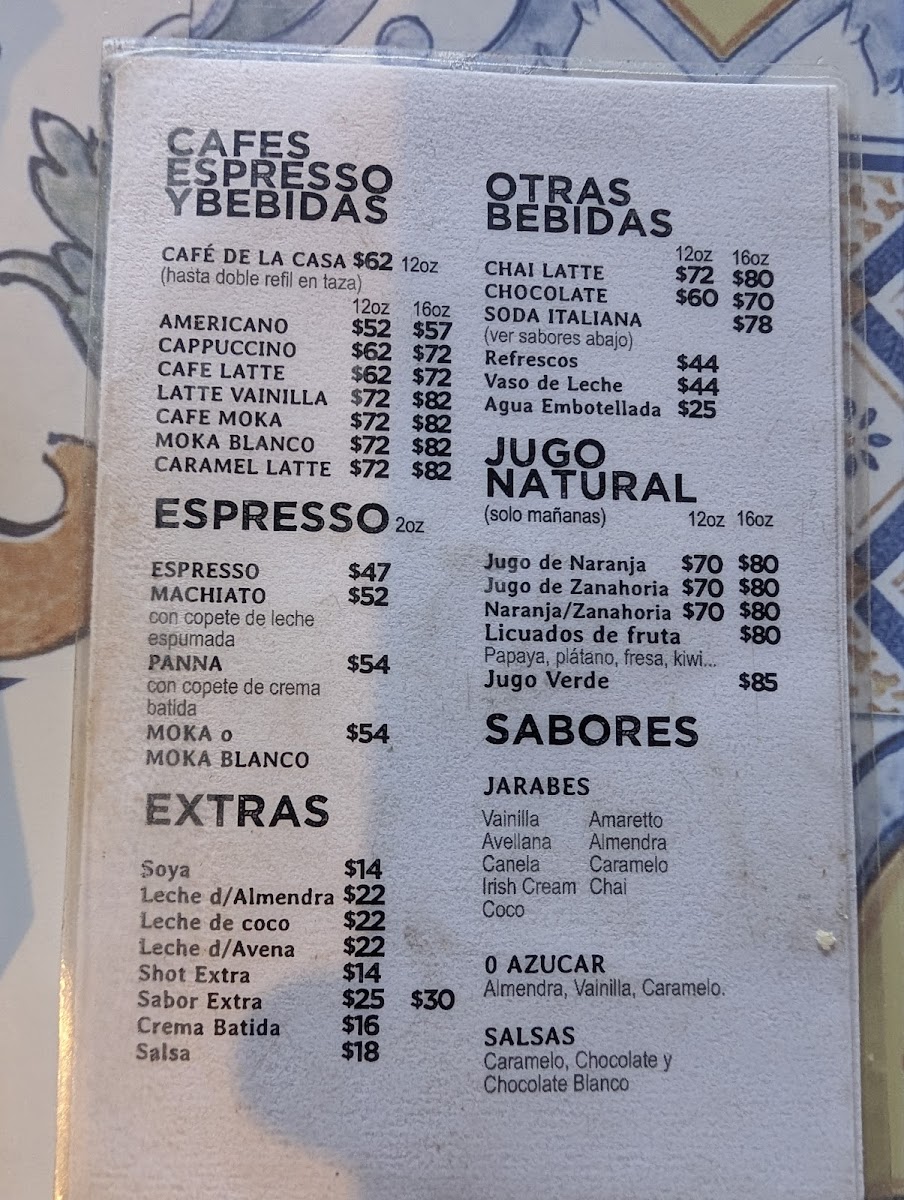 CAFES
ESPRESSO
YBEBIDAS
CAFÉ DE LA CASA $62 12oz
(hasta doble refil en taza)
12oz 16oz
AMERICANO $52 $57
CAPPUCCINO $62 $72
CAFE LATTE $62 $72
LATTE VAINILLA $72 $82
CAFE MOKA $72 $82
MOKA BLANCO $72 $82
CARAMEL LATTE $72 $82
ESPRESSO 2oz
ESPRESSO $47
MACHIATO $52
con copete de leche
espumada
PANNA $54
con copete de crema
batida
MOKA o $54
MOKA BLANCO
EXTRAS
Soya $14
Leche d/Almendra $22
Leche de coco $22
Leche d/Avena $22
Shot Extra $14
Sabor Extra $25 $30
Crema Batida $16
Salsa $18
OTRAS
BEBIDAS
12oz 16oz
CHAI LATTE $72 $80
CHOCOLATE $60 $70
SODA ITALIANA $78
(ver sabores abajo)
Refrescos $44
Vaso de Leche $44
Agua Embotellada $25
JUGO
NATURAL
(solo mañanas) 12oz 16oz
Jugo de Naranja $70 $80
Jugo de Zanahoria $70 $80
Naranja/Zanahoria $70 $80
Licuados de fruta $80
Papaya, plátano, fresa, kiwi...
Jugo Verde $85
SABORES
JARABES
Vainilla Amaretto
Avellana Almendra
Canela Caramelo
Irish Cream Chai
Coco
0 AZUCAR
Almendra, Vainilla, Caramelo.
SALSAS
Caramelo, Chocolate y
Chocolate Blanco